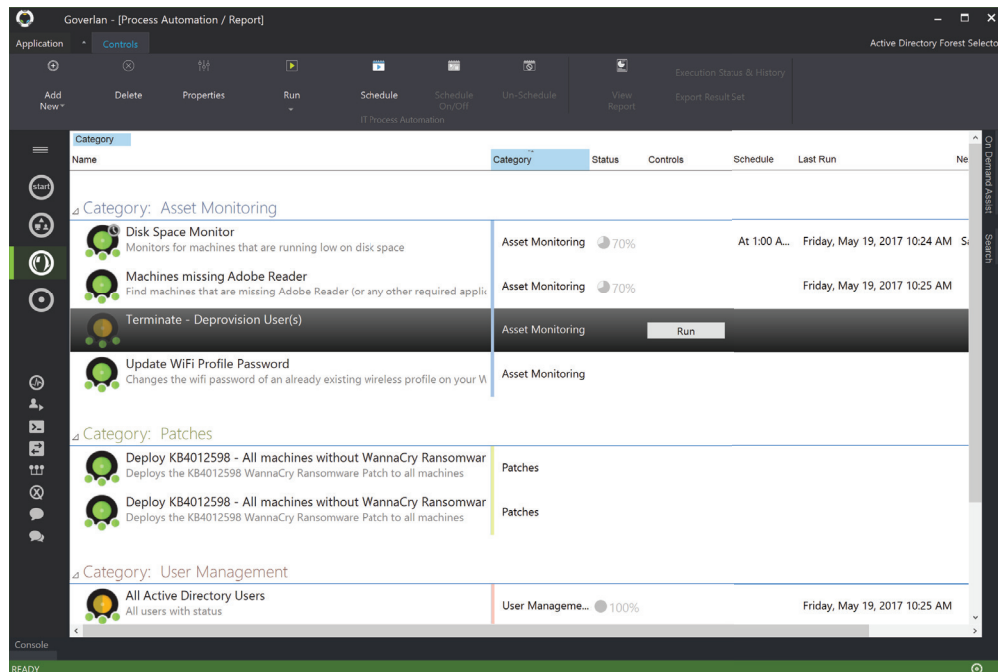 Goverlan - [Process Automation / Report]
Application
Controls
Active Directory Forest Selecto
Add New
Delete
Properties
Run
Schedule
Schedule On/Off
Un-Schedule
View Report
Execution Status & History
Export Result Set
IT Process Automation
Category
Name
Category
Status
Controls
Schedule
Last Run
Ne
start
On Demand Assist
Search
Category: Asset Monitoring
Disk Space Monitor
Monitors for machines that are running low on disk space
Asset Monitoring
70%
At 1:00 A...
Friday, May 19, 2017 10:24 AM
Machines missing Adobe Reader
Find machines that are missing Adobe Reader (or any other required applic
Asset Monitoring
70%
Friday, May 19, 2017 10:25 AM
Terminate - Deprovision User(s)
Asset Monitoring
Run
Update WiFi Profile Password
Changes the wifi password of an already existing wireless profile on your W
Asset Monitoring
Category: Patches
Deploy KB4012598 - All machines without WannaCry Ransomwar
Deploys the KB4012598 WannaCry Ransomware Patch to all machines
Patches
Deploy KB4012598 - All machines without WannaCry Ransomwar
Deploys the KB4012598 WannaCry Ransomware Patch to all machines
Patches
Category: User Management
All Active Directory Users
All users with status
User Manageme...
100%
Friday, May 19, 2017 10:25 AM
Console
READY